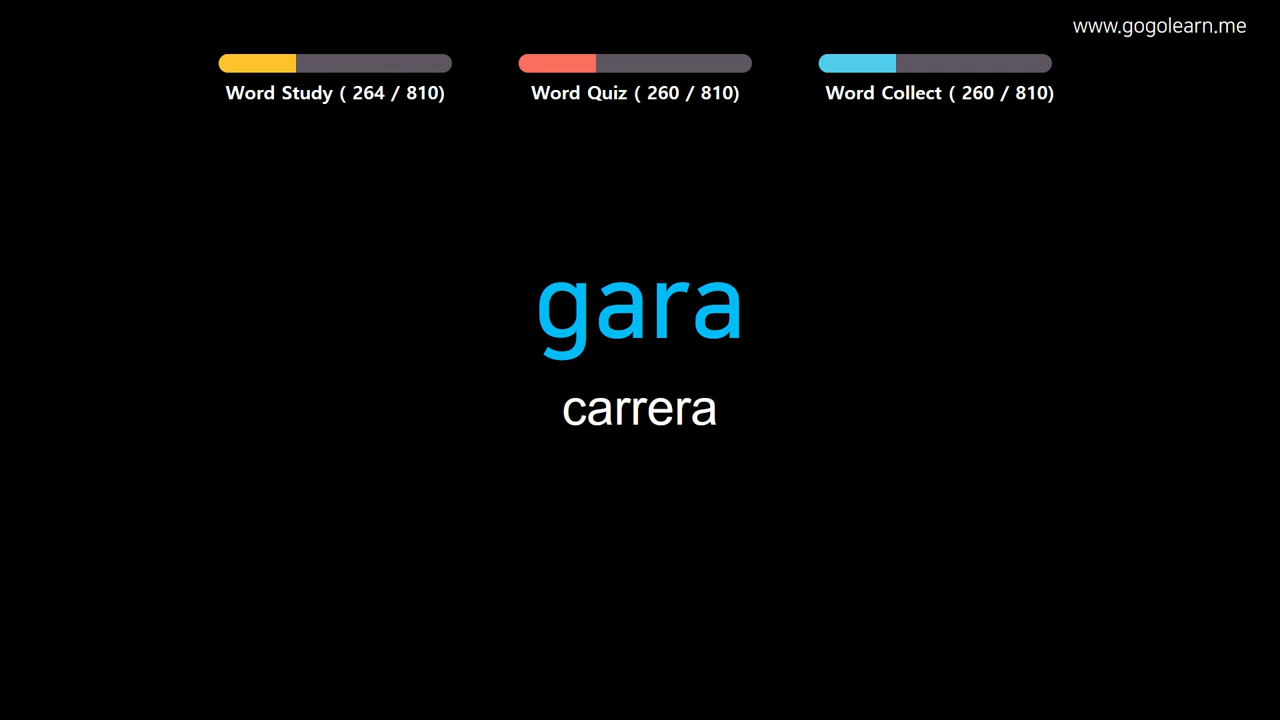 www.gogolearn.me
Word Study ( 264 / 810)
Word Quiz ( 260 / 810)
Word Collect ( 260 / 810)
gara
carrera